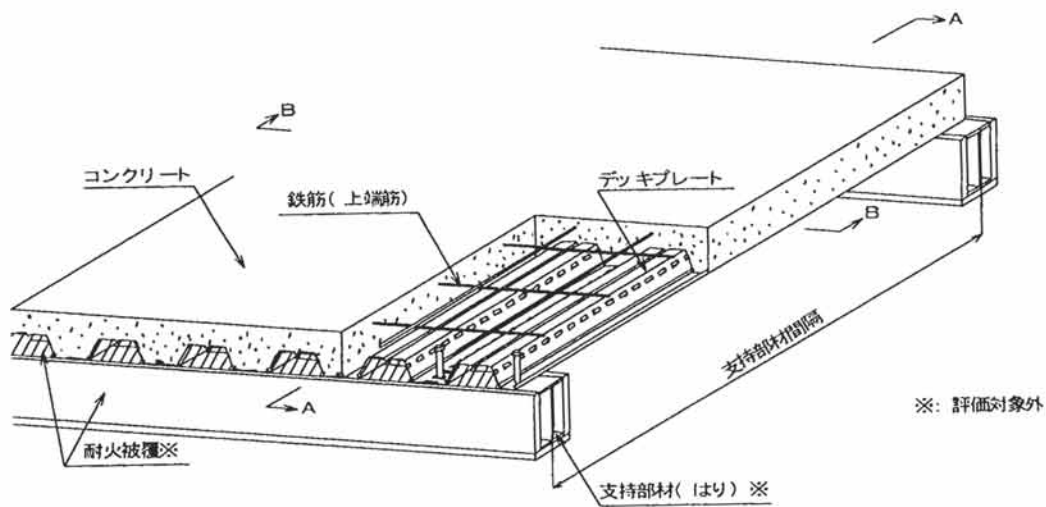 A
B
コンクリート
鉄筋(上端筋)
デッキプレート
B
支持部材間隔
A
※: 評価対象外
耐火被覆※
支持部材(はり)※